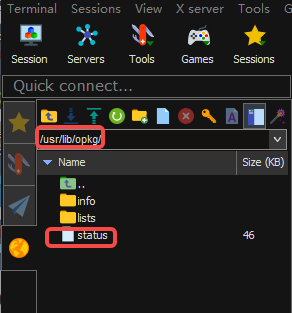 Terminal Sessions View X server Tools
Session Servers Tools Games Sessions
Quick connect...
/usr/lib/opkg/
Name Size (KB)
..
info
lists
status 46